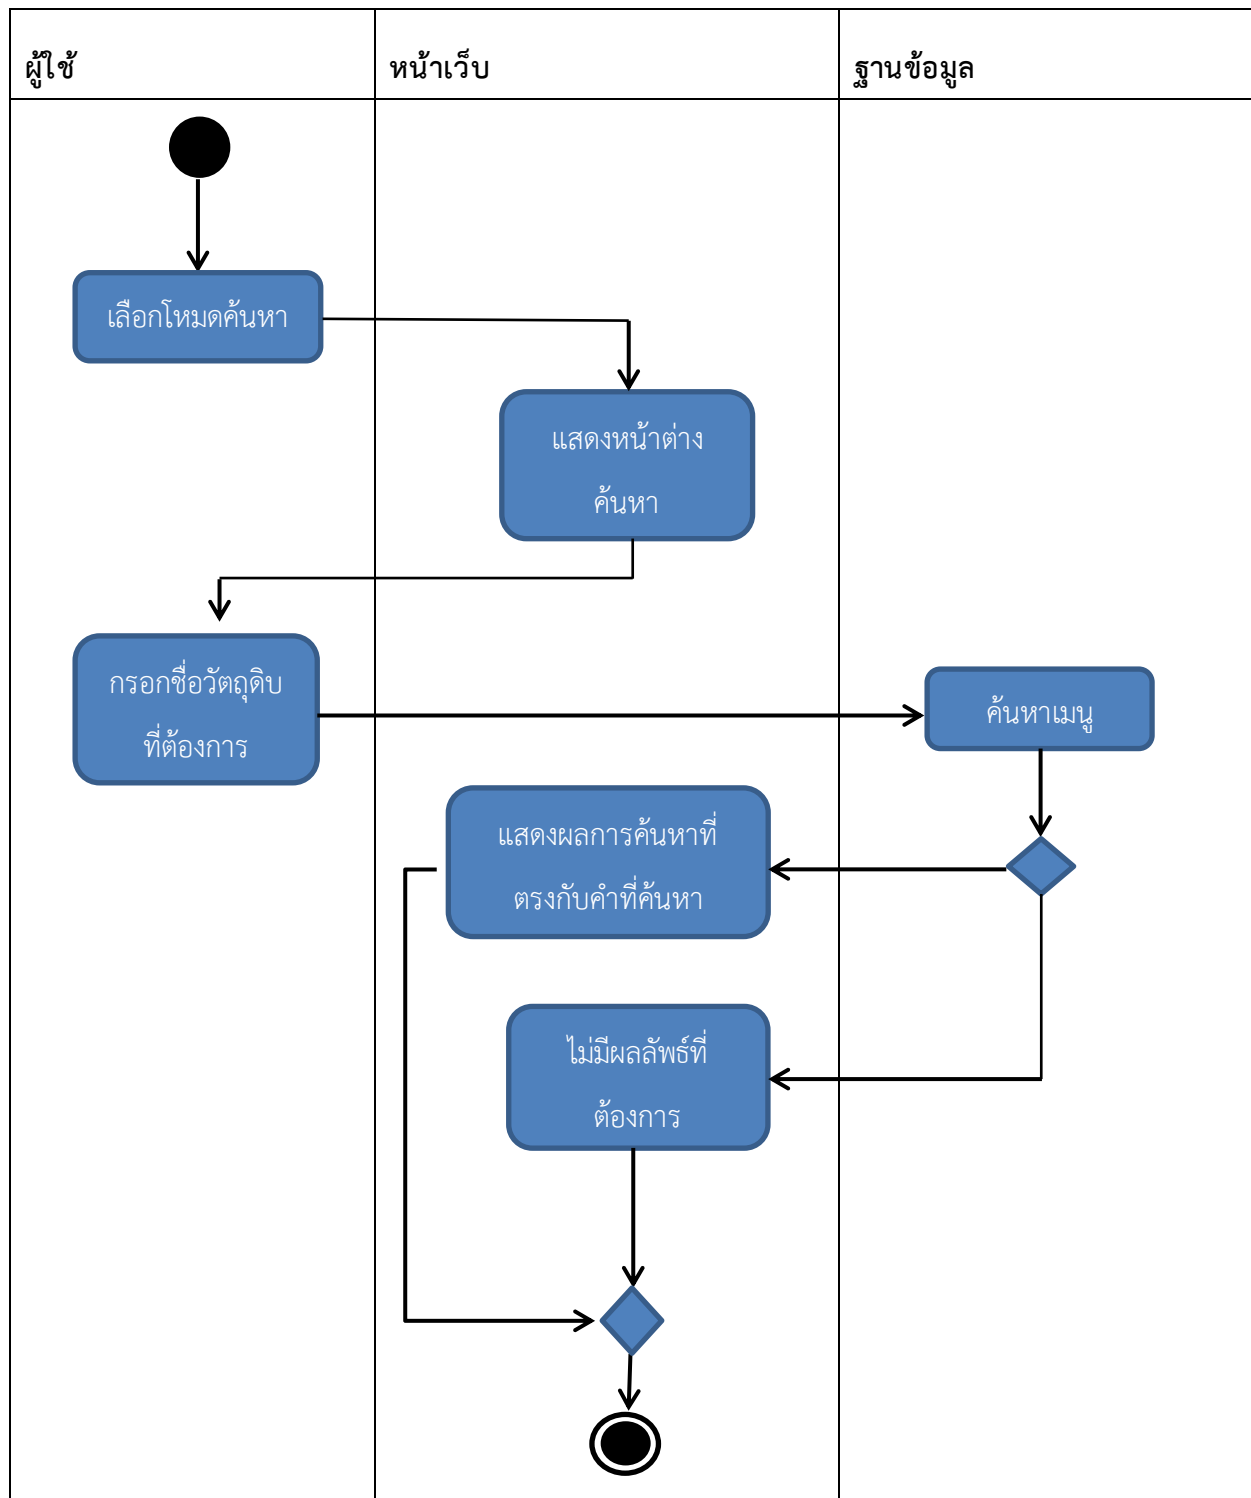 ผู้ใช้
หน้าเว็บ
ฐานข้อมูล
เลือกโหมดค้นหา
แสดงหน้าต่าง
ค้นหา
กรอกชื่อวัตถุดิบ
ที่ต้องการ
ค้นหาเมนู
แสดงผลการค้นหาที่
ตรงกับคำที่ค้นหา
ไม่มีผลลัพธ์ที่
ต้องการ